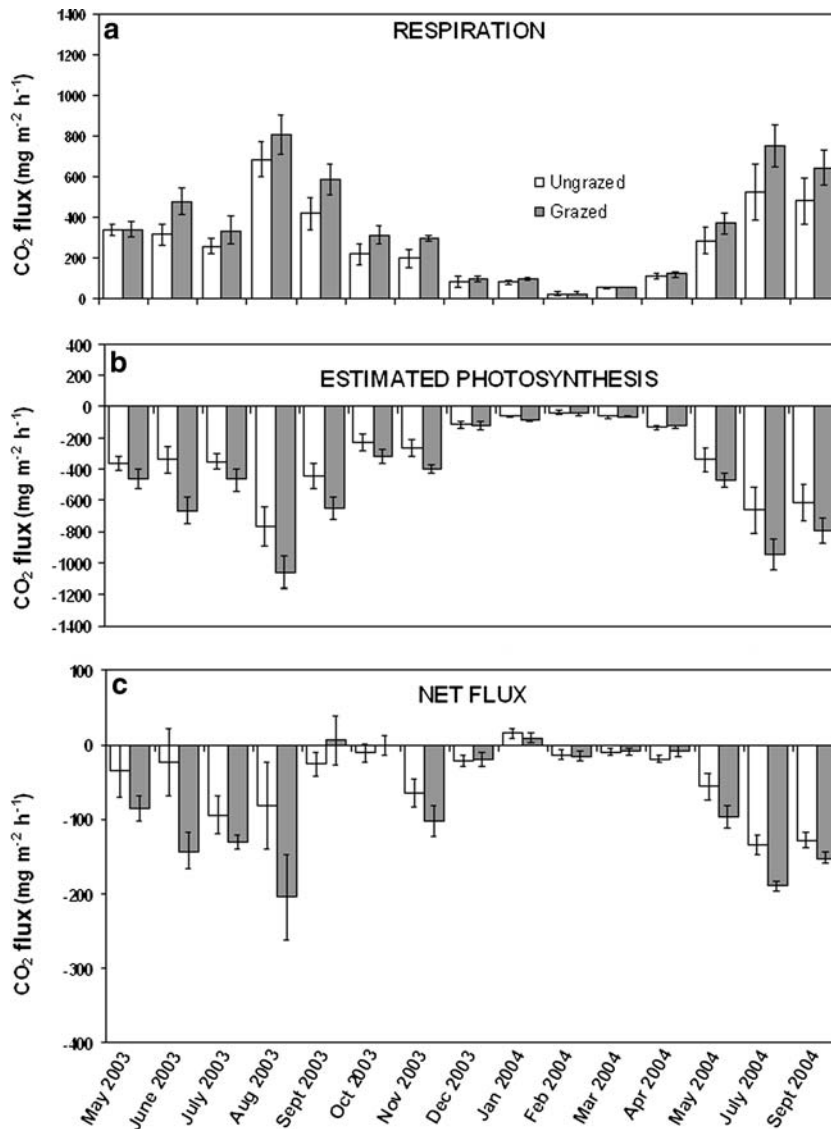 a
RESPIRATION
1400
1200
1000
800
600
400
200
0
CO₂ flux (mg m⁻² h⁻¹)
Ungrazed
Grazed
b
ESTIMATED PHOTOSYNTHESIS
400
200
0
-200
-400
-600
-800
-1000
-1200
-1400
CO₂ flux (mg m⁻² h⁻¹)
c
NET FLUX
100
0
-100
-200
-300
-400
CO₂ flux (mg m⁻² h⁻¹)
May 2003
June 2003
July 2003
Aug 2003
Sept 2003
Oct 2003
Nov 2003
Dec 2003
Jan 2004
Feb 2004
Mar 2004
Apr 2004
May 2004
July 2004
Sept 2004